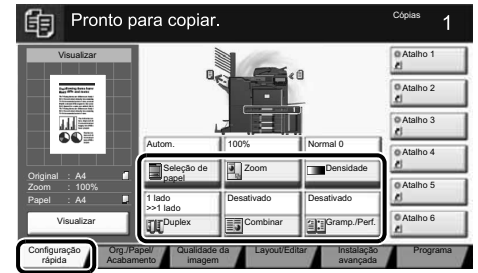 Pronto para copiar.
Cópias 1
Visualizar
Original : A4
Zoom : 100%
Papel : A4
Visualizar
Autom. 100% Normal 0
Seleção de papel
Zoom
Densidade
1 lado
>>1 lado
Desativado
Desativado
Duplex
Combinar
Gramp./Perf.
Atalho 1
Atalho 2
Atalho 3
Atalho 4
Atalho 5
Atalho 6
Configuração rápida
Org./Papel/ Acabamento
Qualidade da imagem
Layout/Editar
Instalação avançada
Programa